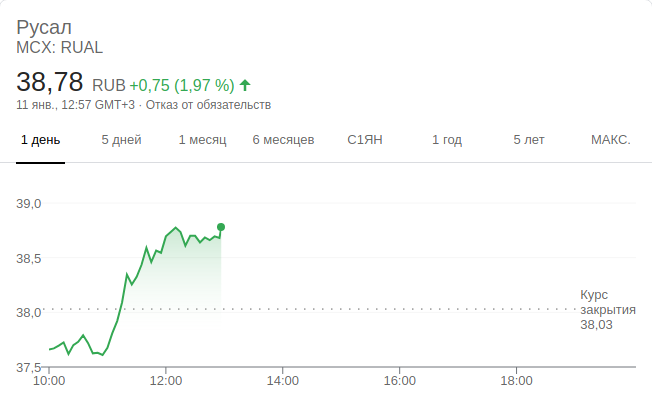 Русал
MCX: RUAL
38,78 RUB +0,75 (1,97 %)
11 янв., 12:57 GMT+3 · Отказ от обязательств
1 день 5 дней 1 месяц 6 месяцев С1ЯН 1 год 5 лет МАКС.
39,0
38,5
Курс
закрытия
38,03
38,0
37,5
10:00 12:00 14:00 16:00 18:00